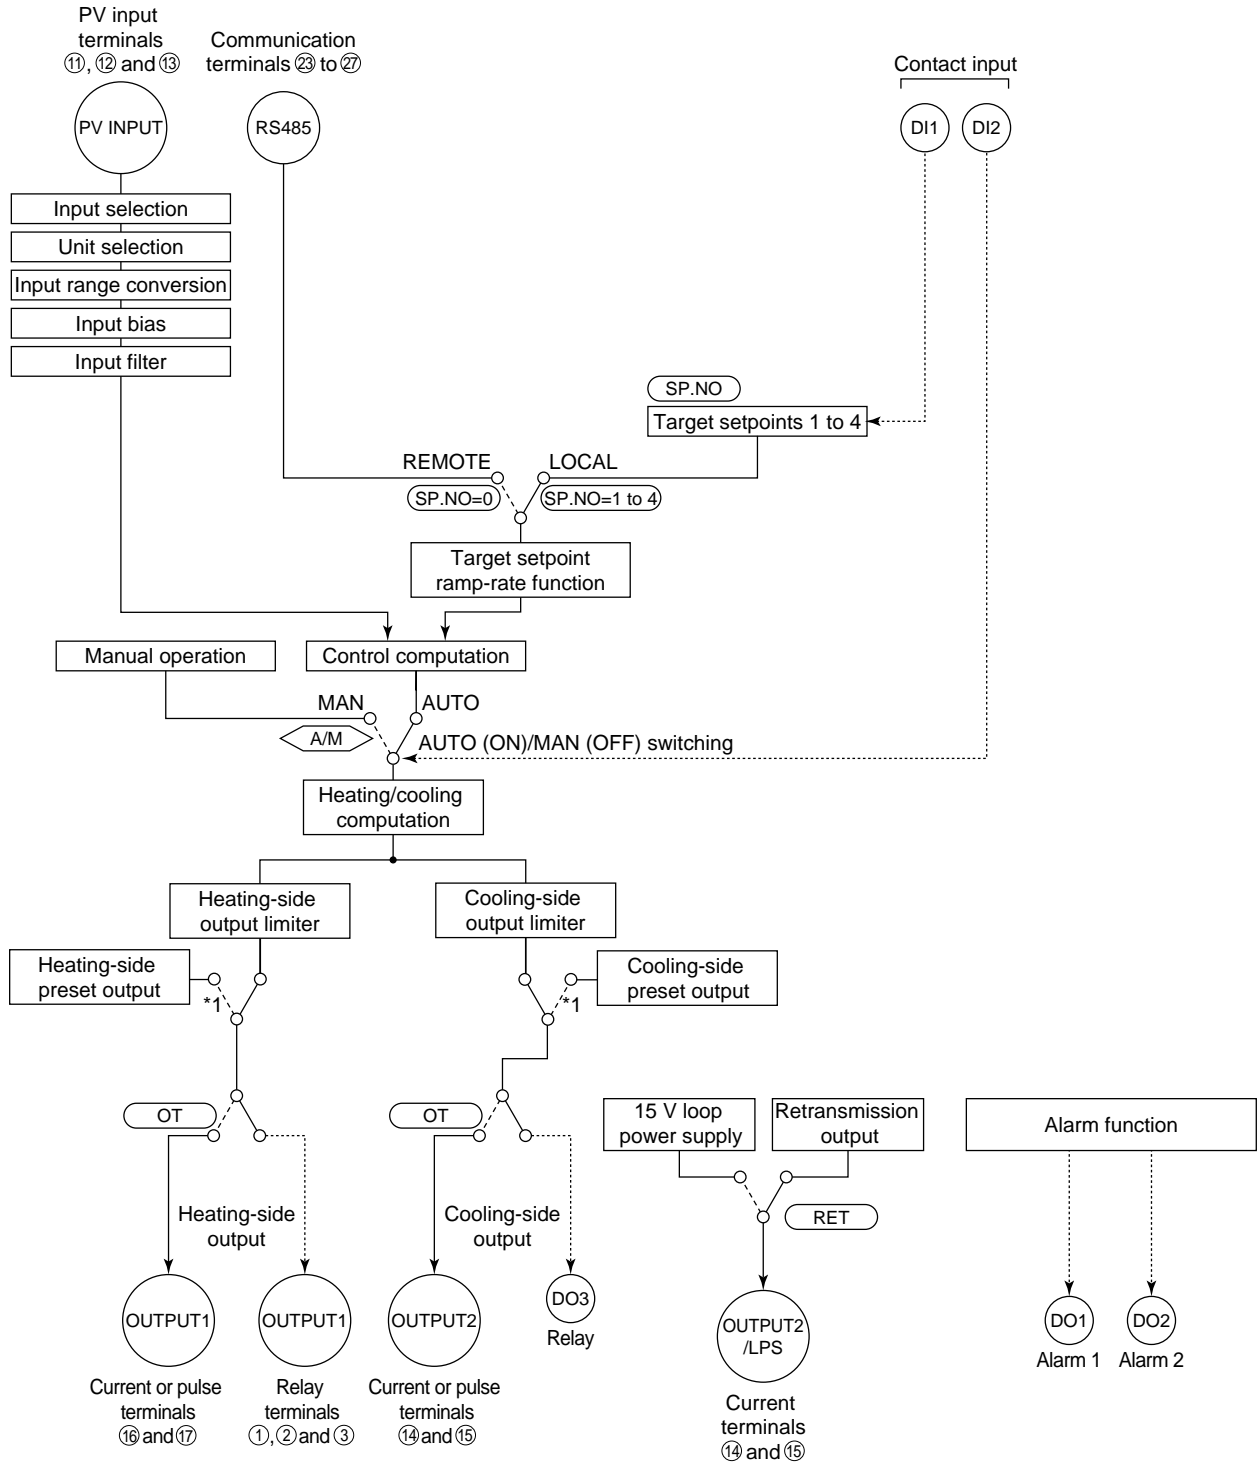 PV input
terminals
⑪, ⑫ and ⑬
Communication
terminals ㉓ to ㉗
Contact input
PV INPUT
RS485
DI1
DI2
Input selection
Unit selection
Input range conversion
Input bias
Input filter
SP.NO
Target setpoints 1 to 4
REMOTE
LOCAL
SP.NO=0
SP.NO=1 to 4
Target setpoint
ramp-rate function
Manual operation
Control computation
MAN
AUTO
A/M
AUTO (ON)/MAN (OFF) switching
Heating/cooling
computation
Heating-side
output limiter
Cooling-side
output limiter
Heating-side
preset output
*1
*1
Cooling-side
preset output
OT
OT
15 V loop
power supply
Retransmission
output
Alarm function
Heating-side
output
Cooling-side
output
RET
OUTPUT1
OUTPUT1
OUTPUT2
DO3
Relay
OUTPUT2
/LPS
DO1
DO2
Alarm 1
Alarm 2
Current or pulse
terminals
⑯ and ⑰
Relay
terminals
①, ② and ③
Current or pulse
terminals
⑭ and ⑮
Current
terminals
⑭ and ⑮